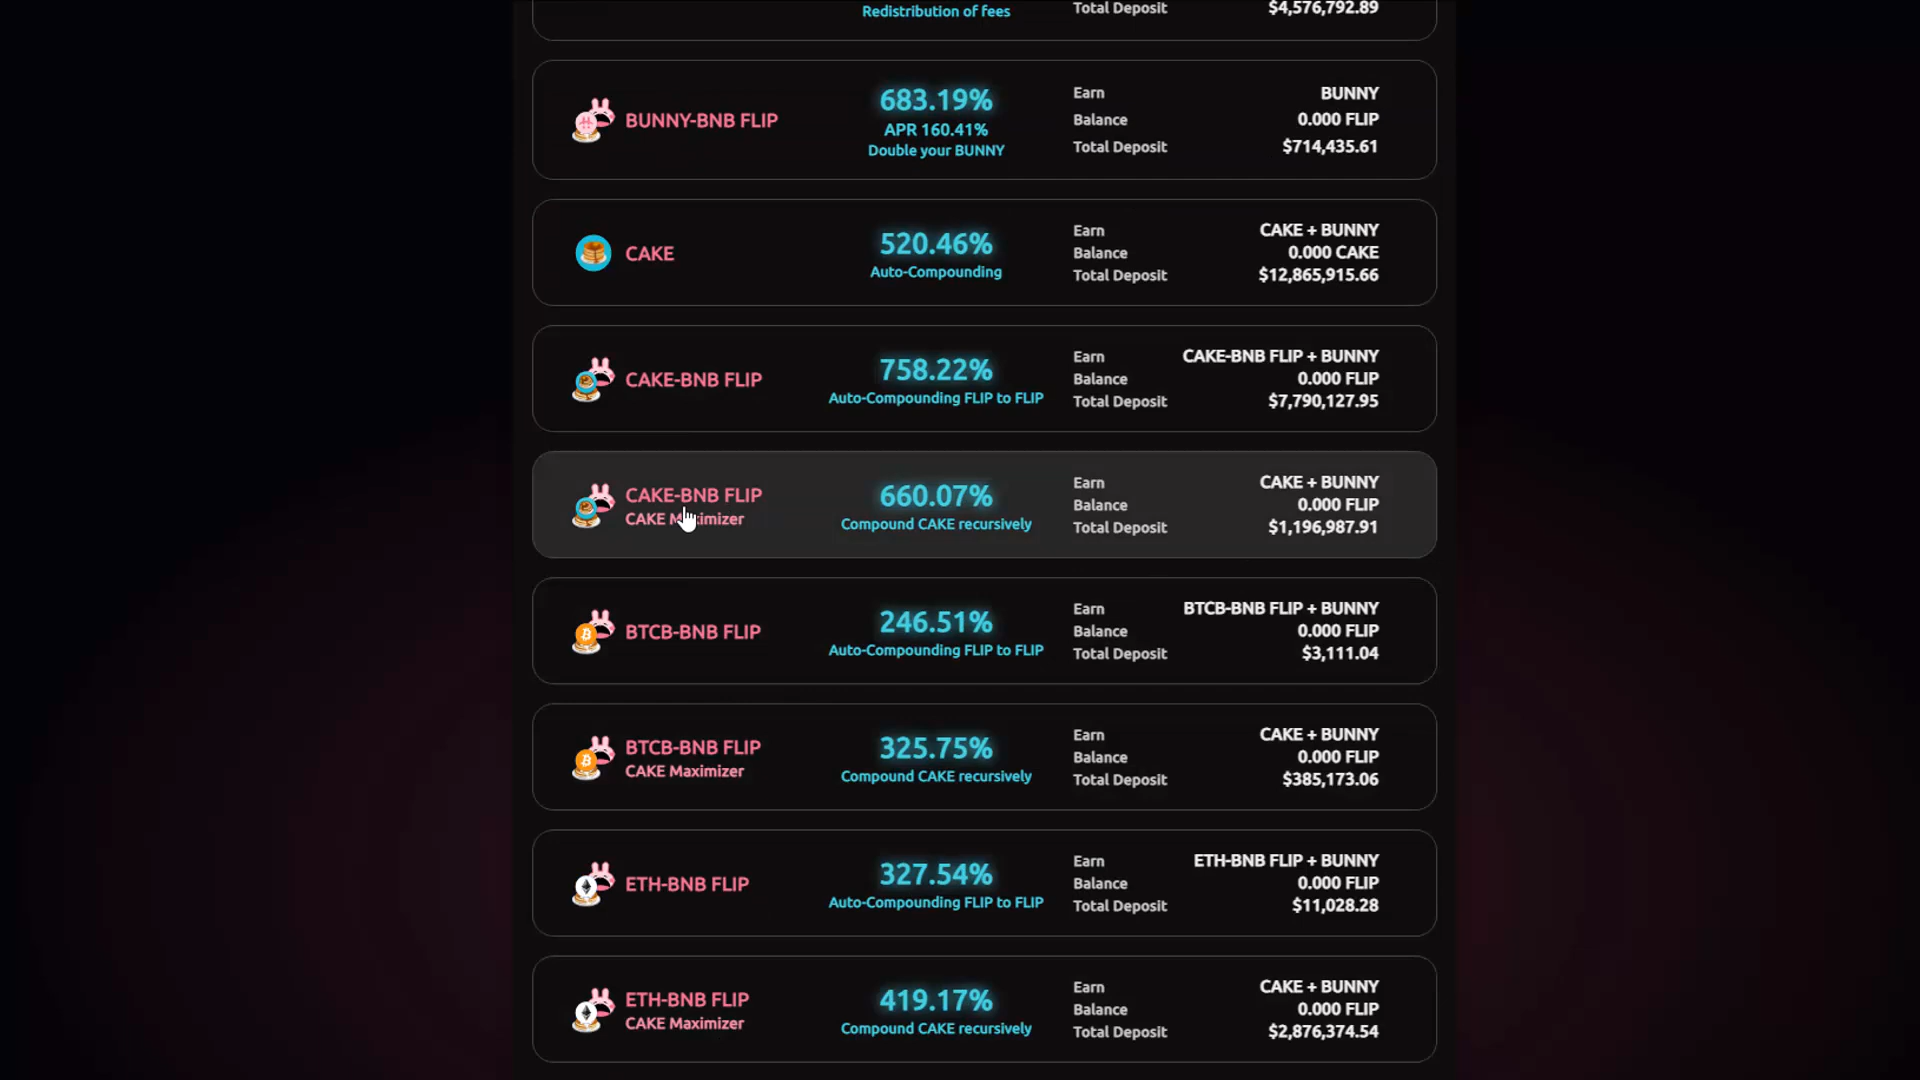 Redistribution of fees
Total Deposit $4,576,792.89
BUNNY-BNB FLIP
683.19%
APR 160.41%
Double your BUNNY
Earn BUNNY
Balance 0.000 FLIP
Total Deposit $714,435.61
CAKE
520.46%
Auto-Compounding
Earn CAKE + BUNNY
Balance 0.000 CAKE
Total Deposit $12,865,915.66
CAKE-BNB FLIP
758.22%
Auto-Compounding FLIP to FLIP
Earn CAKE-BNB FLIP + BUNNY
Balance 0.000 FLIP
Total Deposit $7,790,127.95
CAKE-BNB FLIP
CAKE Maximizer
660.07%
Compound CAKE recursively
Earn CAKE + BUNNY
Balance 0.000 FLIP
Total Deposit $1,196,987.91
BTCB-BNB FLIP
246.51%
Auto-Compounding FLIP to FLIP
Earn BTCB-BNB FLIP + BUNNY
Balance 0.000 FLIP
Total Deposit $3,111.04
BTCB-BNB FLIP
CAKE Maximizer
325.75%
Compound CAKE recursively
Earn CAKE + BUNNY
Balance 0.000 FLIP
Total Deposit $385,173.06
ETH-BNB FLIP
327.54%
Auto-Compounding FLIP to FLIP
Earn ETH-BNB FLIP + BUNNY
Balance 0.000 FLIP
Total Deposit $11,028.28
ETH-BNB FLIP
CAKE Maximizer
419.17%
Compound CAKE recursively
Earn CAKE + BUNNY
Balance 0.000 FLIP
Total Deposit $2,876,374.54